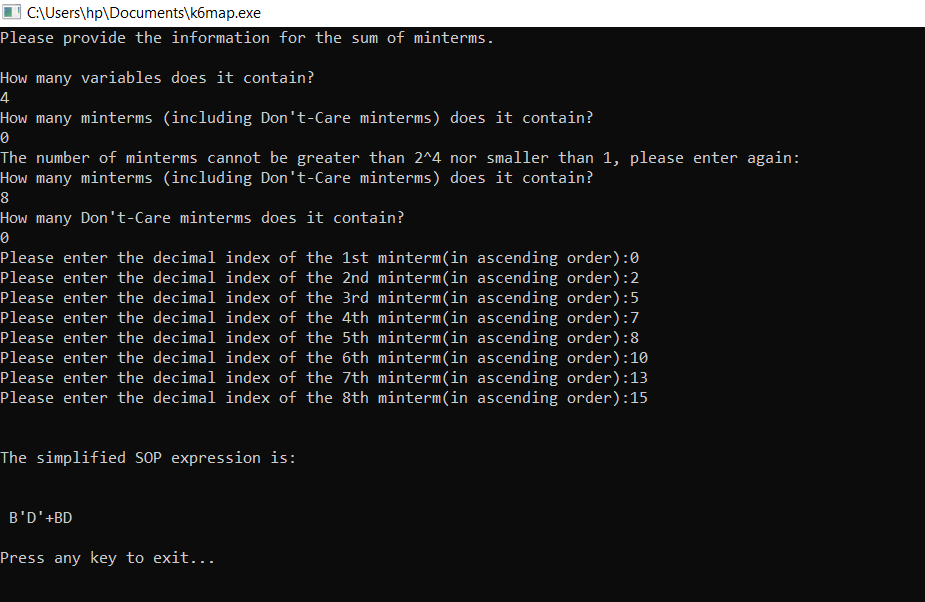 C:\Users\hp\Documents\k6map.exe
Please provide the information for the sum of minterms.
How many variables does it contain?
4
How many minterms (including Don't-Care minterms) does it contain?
0
The number of minterms cannot be greater than 2^4 nor smaller than 1, please enter again:
How many minterms (including Don't-Care minterms) does it contain?
8
How many Don't-Care minterms does it contain?
0
Please enter the decimal index of the 1st minterm(in ascending order):0
Please enter the decimal index of the 2nd minterm(in ascending order):2
Please enter the decimal index of the 3rd minterm(in ascending order):5
Please enter the decimal index of the 4th minterm(in ascending order):7
Please enter the decimal index of the 5th minterm(in ascending order):8
Please enter the decimal index of the 6th minterm(in ascending order):10
Please enter the decimal index of the 7th minterm(in ascending order):13
Please enter the decimal index of the 8th minterm(in ascending order):15
The simplified SOP expression is:
B'D'+BD
Press any key to exit...